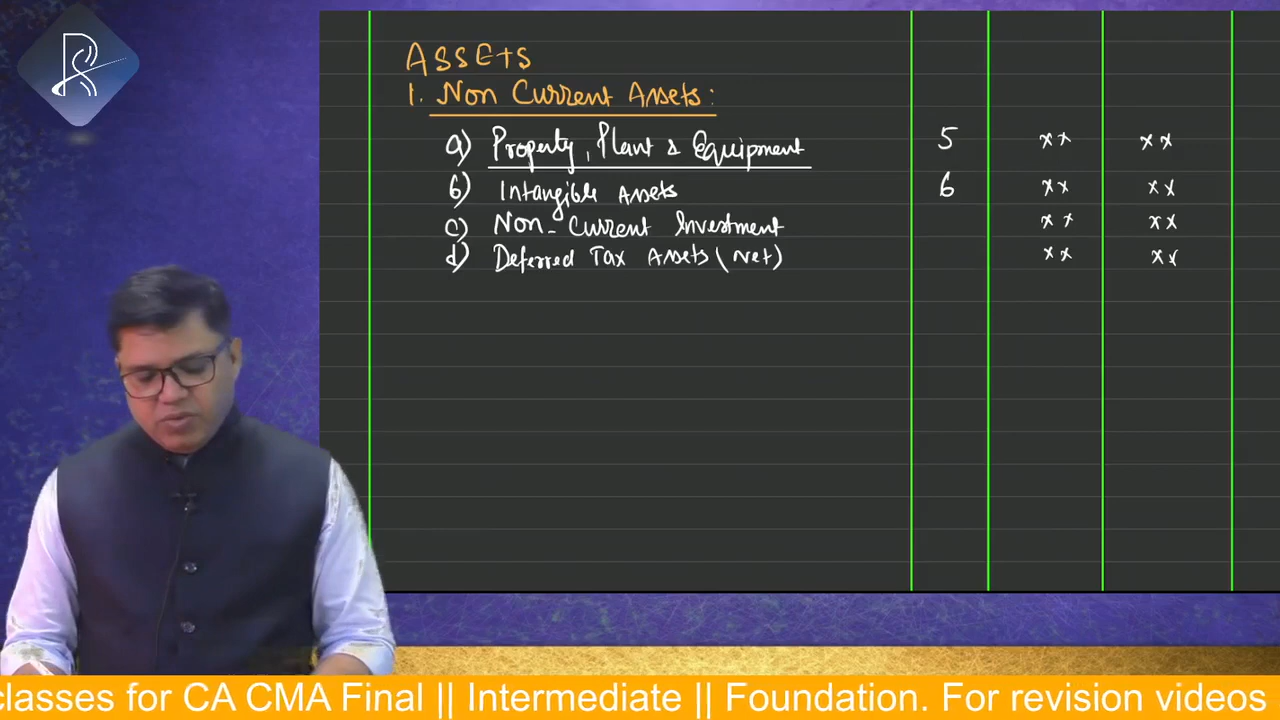 ASSETS
1. Non Current Assets:
a) Property, Plant & Equipment 5 xx xx
b) Intangible Assets 6 xx xx
c) Non-Current Investment xx xx
d) Deferred Tax Assets (Net) xx xx
classes for CA CMA Final || Intermediate || Foundation. For revision videos